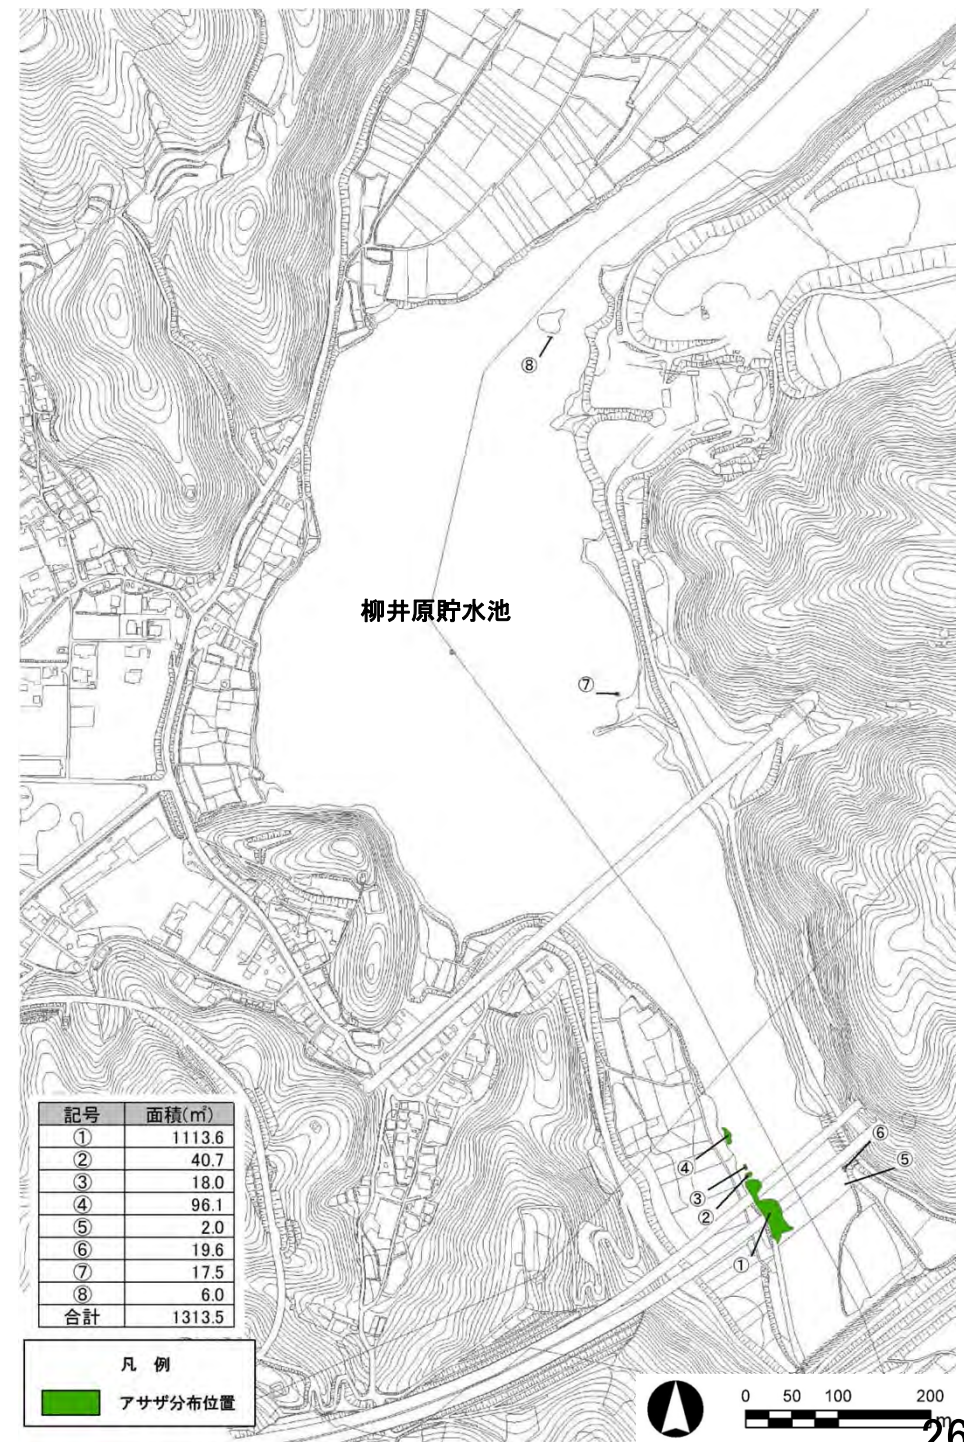 ⑧
柳井原貯水池
⑦
⑥
⑤
④
③
②
①
記号 面積(㎡)
① 1113.6
② 40.7
③ 18.0
④ 96.1
⑤ 2.0
⑥ 19.6
⑦ 17.5
⑧ 6.0
合計 1313.5
凡 例
アサザ分布位置
0 50 100 200
m
26